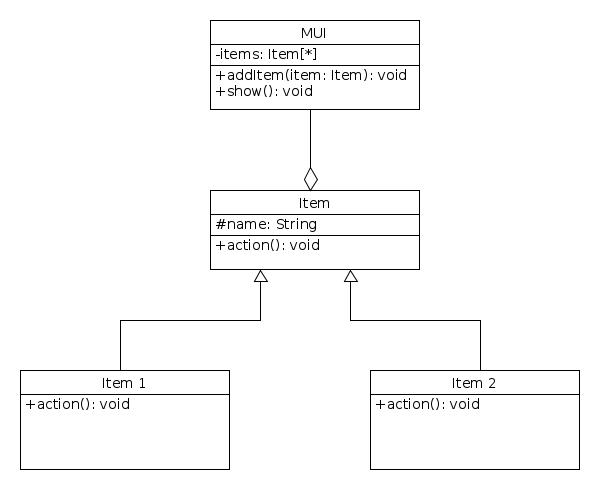 MUI
-items: Item[*]
+addItem(item: Item): void
+show(): void
Item
#name: String
+action(): void
Item 1
+action(): void
Item 2
+action(): void